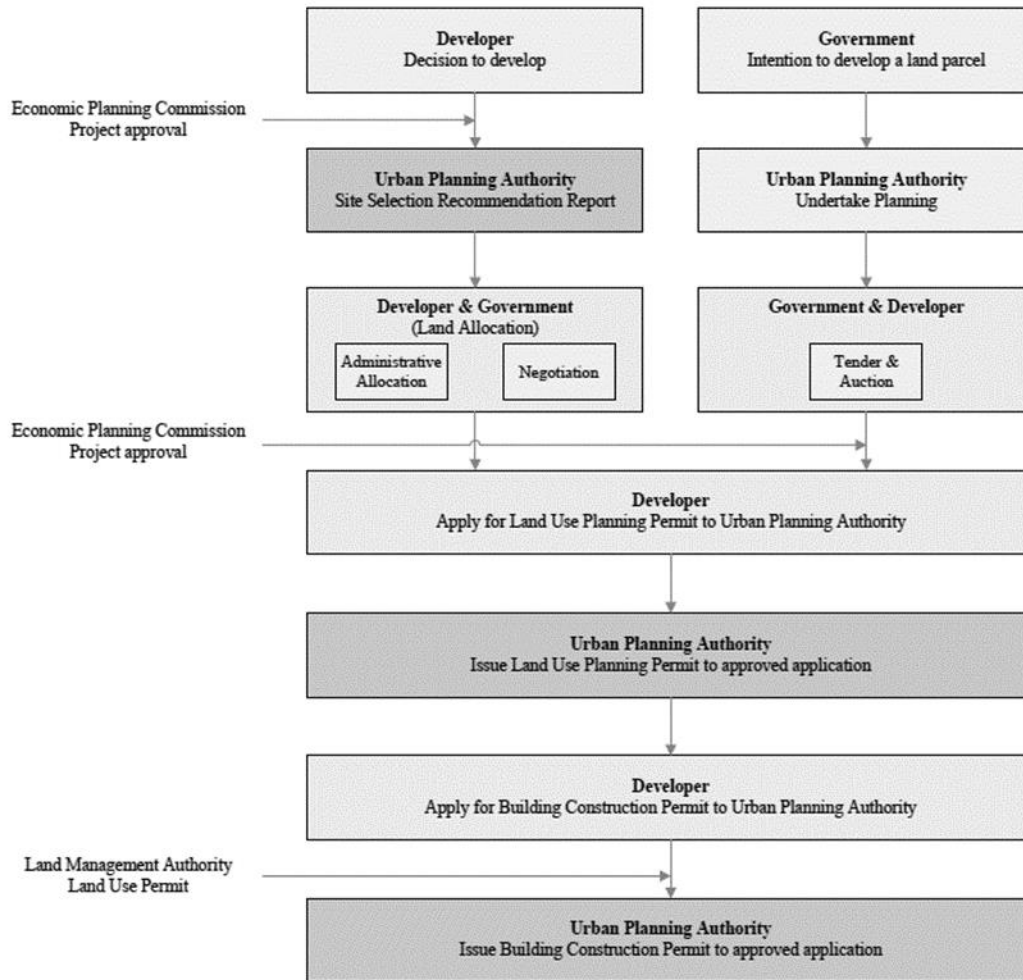 Developer
Decision to develop
Government
Intention to develop a land parcel
Economic Planning Commission
Project approval
Urban Planning Authority
Site Selection Recommendation Report
Urban Planning Authority
Undertake Planning
Developer & Government
(Land Allocation)
Administrative
Allocation
Negotiation
Government & Developer
Tender &
Auction
Economic Planning Commission
Project approval
Developer
Apply for Land Use Planning Permit to Urban Planning Authority
Urban Planning Authority
Issue Land Use Planning Permit to approved application
Developer
Apply for Building Construction Permit to Urban Planning Authority
Land Management Authority
Land Use Permit
Urban Planning Authority
Issue Building Construction Permit to approved application